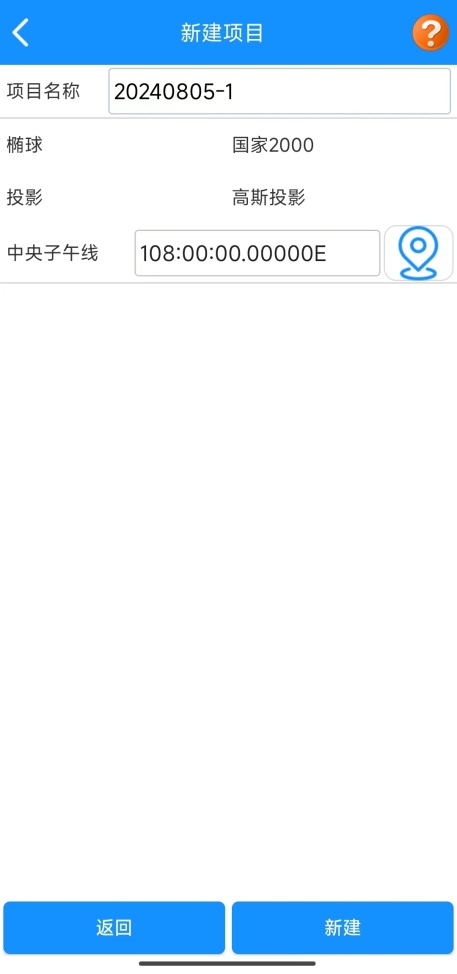 新建项目
?
项目名称 20240805-1
椭球 国家2000
投影 高斯投影
中央子午线 108:00:00.00000E
返回 新建